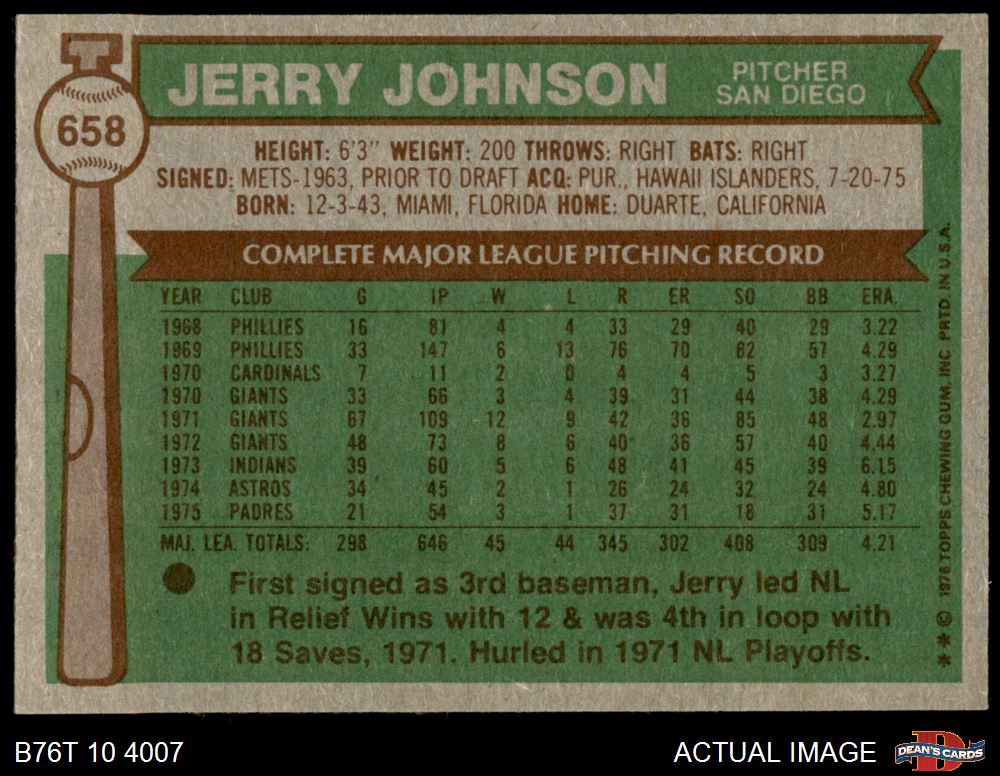 658
JERRY JOHNSON
PITCHER
SAN DIEGO
HEIGHT: 6'3" WEIGHT: 200 THROWS: RIGHT BATS: RIGHT
SIGNED: METS-1963, PRIOR TO DRAFT ACQ: PUR., HAWAII ISLANDERS, 7-20-75
BORN: 12-3-43, MIAMI, FLORIDA HOME: DUARTE, CALIFORNIA
COMPLETE MAJOR LEAGUE PITCHING RECORD
YEAR CLUB G IP W L R ER SO BB ERA.
1968 PHILLIES 16 81 4 4 33 29 40 29 3.22
1969 PHILLIES 33 147 6 13 76 70 82 57 4.29
1970 CARDINALS 7 11 2 0 4 4 5 3 3.27
1970 GIANTS 33 66 3 4 39 31 44 38 4.29
1971 GIANTS 67 109 12 9 42 36 85 48 2.97
1972 GIANTS 48 73 8 6 40 36 57 40 4.44
1973 INDIANS 39 60 5 6 48 41 45 39 6.15
1974 ASTROS 34 45 2 1 26 24 32 24 4.80
1975 PADRES 21 54 3 1 37 31 18 31 5.17
MAJ. LEA. TOTALS: 298 646 45 44 345 302 408 309 4.21
First signed as 3rd baseman, Jerry led NL
in Relief Wins with 12 & was 4th in loop with
18 Saves, 1971. Hurled in 1971 NL Playoffs.
** © 1976 TOPPS CHEWING GUM, INC. PRTD. IN U.S.A.
B76T 10 4007
ACTUAL IMAGE
DEAN'S CARDS